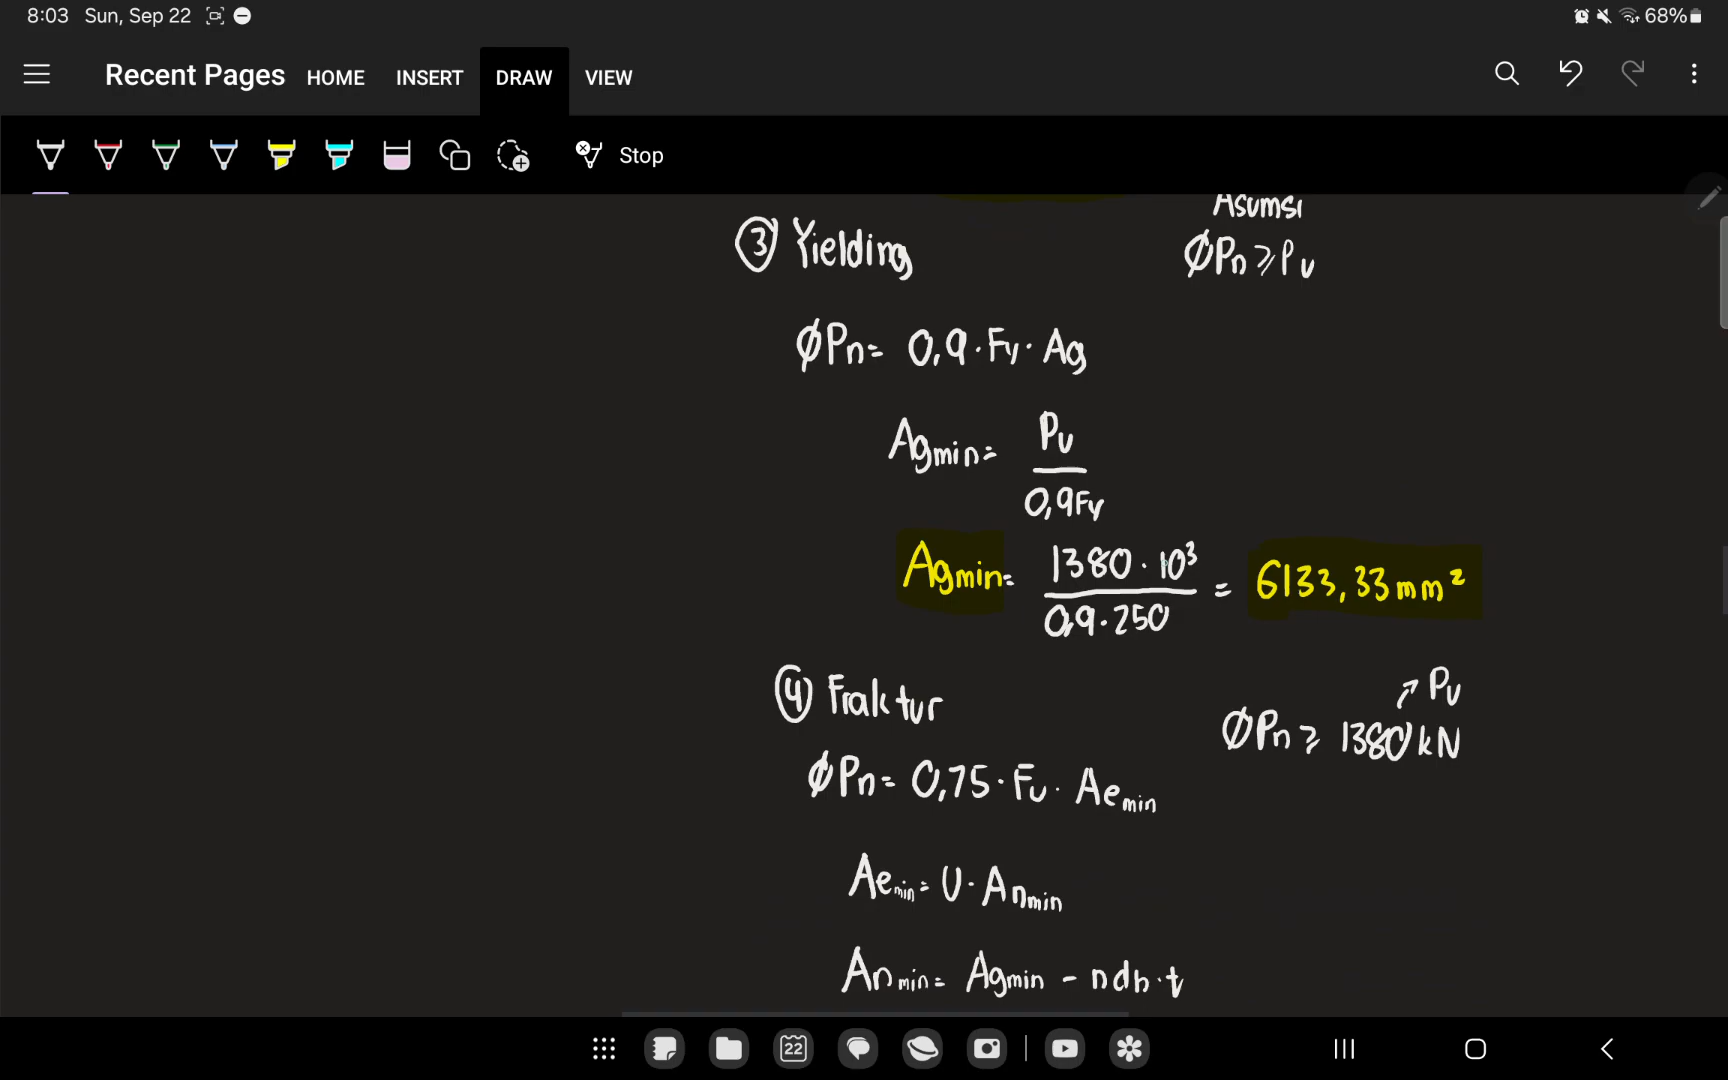 8:03 Sun, Sep 22
68%
Recent Pages HOME INSERT DRAW VIEW
Stop
Asumsi
③ Yielding
ØPn ≥ Pu
ØPn = 0,9 · Fy · Ag
Agmin = Pu / 0,9Fy
Agmin = 1380 · 10³ / 0,9 · 250 = 6133,33 mm²
④ Fraktur
↗ Pu
ØPn ≥ 1380 kN
ØPn = 0,75 · Fu · Aemin
Aemin = U · Anmin
Anmin = Agmin - ndh · t
22